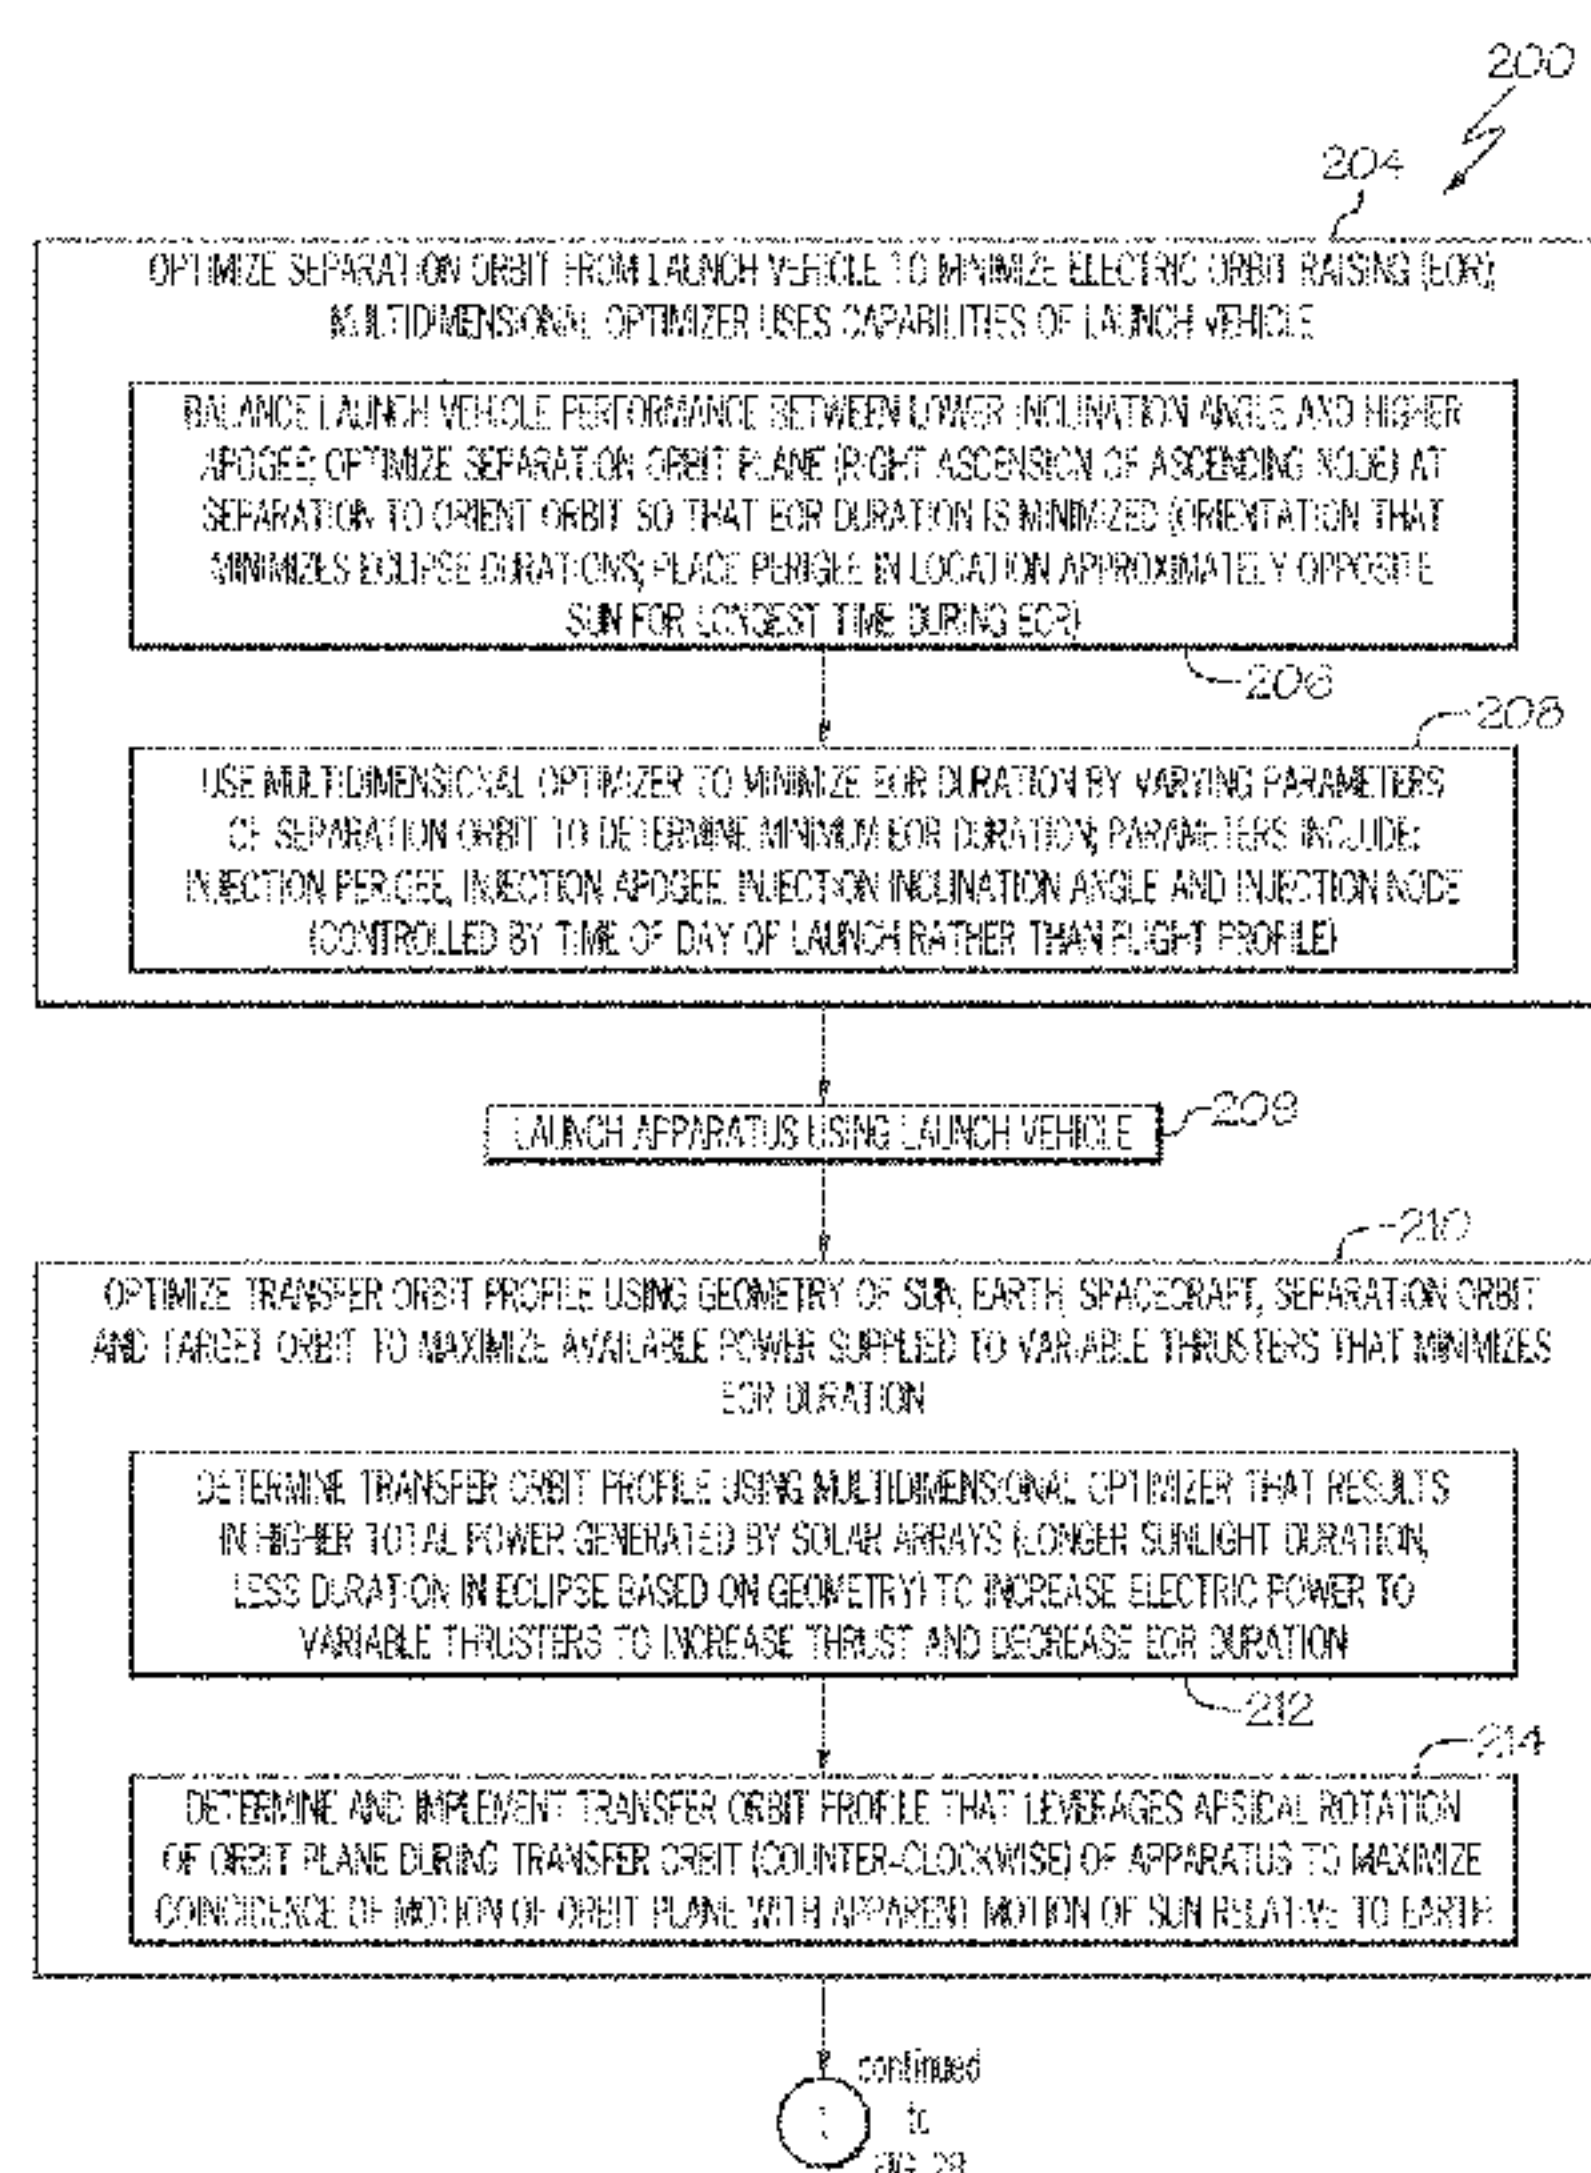 200
204
OPTIMIZE SEPARATION ORBIT FROM LAUNCH VEHICLE TO MINIMIZE ELECTRIC ORBIT RAISING (EOR);
MULTIDIMENSIONAL OPTIMIZER USES CAPABILITIES OF LAUNCH VEHICLE
BALANCE LAUNCH VEHICLE PERFORMANCE BETWEEN LOWER INCLINATION ANGLE AND HIGHER
APOGEE; OPTIMIZE SEPARATION ORBIT PLANE (RIGHT ASCENSION OF ASCENDING NODE) AT
SEPARATION TO ORIENT ORBIT SO THAT EOR DURATION IS MINIMIZED (ORIENTATION THAT
MINIMIZES ECLIPSE DURATIONS; PLACE PERIGEE IN LOCATION APPROXIMATELY OPPOSITE
SUN FOR LONGEST TIME DURING EOR)
206
208
USE MULTIDIMENSIONAL OPTIMIZER TO MINIMIZE EOR DURATION BY VARYING PARAMETERS
OF SEPARATION ORBIT TO DETERMINE MINIMUM EOR DURATION; PARAMETERS INCLUDE:
INJECTION PERIGEE, INJECTION APOGEE, INJECTION INCLINATION ANGLE AND INJECTION NODE
(CONTROLLED BY TIME OF DAY OF LAUNCH RATHER THAN FLIGHT PROFILE)
LAUNCH APPARATUS USING LAUNCH VEHICLE
209
210
OPTIMIZE TRANSFER ORBIT PROFILE USING GEOMETRY OF SUN, EARTH, SPACECRAFT, SEPARATION ORBIT
AND TARGET ORBIT TO MAXIMIZE AVAILABLE POWER SUPPLIED TO VARIABLE THRUSTERS THAT MINIMIZES
EOR DURATION
DETERMINE TRANSFER ORBIT PROFILE USING MULTIDIMENSIONAL OPTIMIZER THAT RESULTS
IN HIGHER TOTAL POWER GENERATED BY SOLAR ARRAYS (LONGER SUNLIGHT DURATION,
LESS DURATION IN ECLIPSE BASED ON GEOMETRY) TO INCREASE ELECTRIC POWER TO
VARIABLE THRUSTERS TO INCREASE THRUST AND DECREASE EOR DURATION
212
214
DETERMINE AND IMPLEMENT TRANSFER ORBIT PROFILE THAT LEVERAGES APSIDAL ROTATION
OF ORBIT PLANE DURING TRANSFER ORBIT (COUNTER-CLOCKWISE) OF APPARATUS TO MAXIMIZE
COINCIDENCE OF MOTION OF ORBIT PLANE WITH APPARENT MOTION OF SUN RELATIVE TO EARTH
continued
to